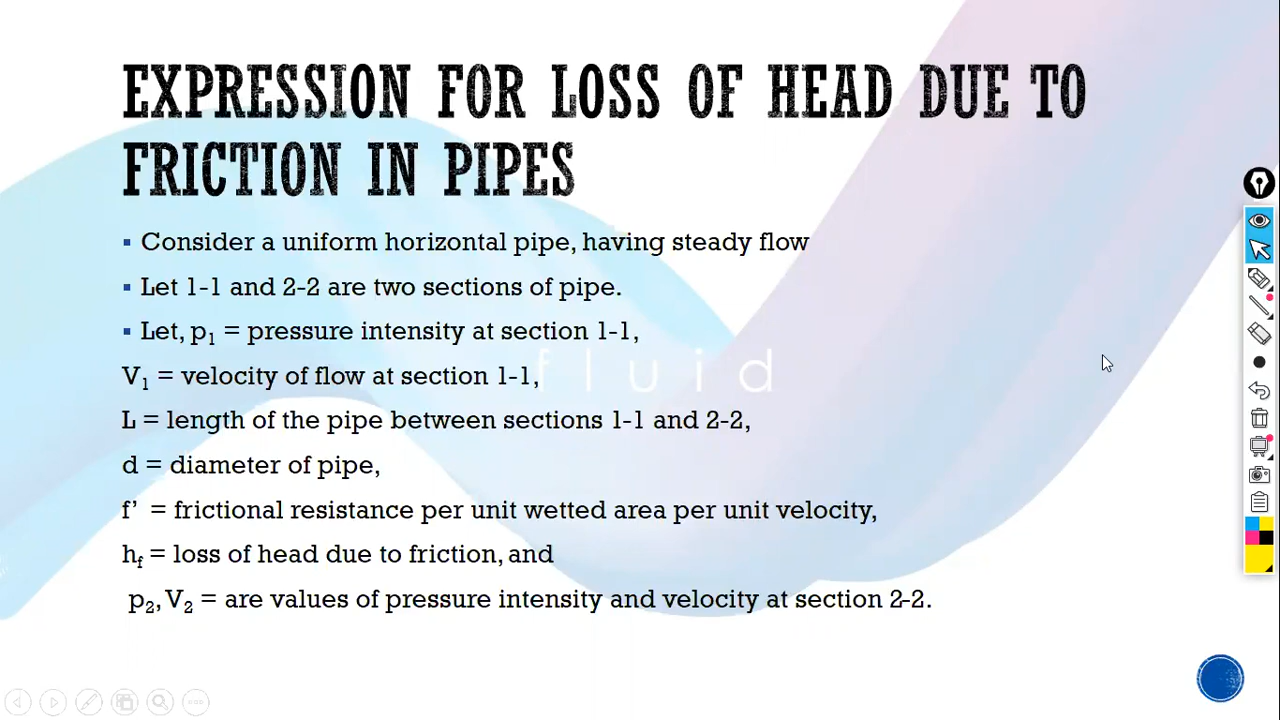 EXPRESSION FOR LOSS OF HEAD DUE TO
FRICTION IN PIPES
▪ Consider a uniform horizontal pipe, having steady flow
▪ Let 1-1 and 2-2 are two sections of pipe.
▪ Let, p₁ = pressure intensity at section 1-1,
V₁ = velocity of flow at section 1-1,
fluid
L = length of the pipe between sections 1-1 and 2-2,
d = diameter of pipe,
f’ = frictional resistance per unit wetted area per unit velocity,
h_f = loss of head due to friction, and
p₂, V₂ = are values of pressure intensity and velocity at section 2-2.